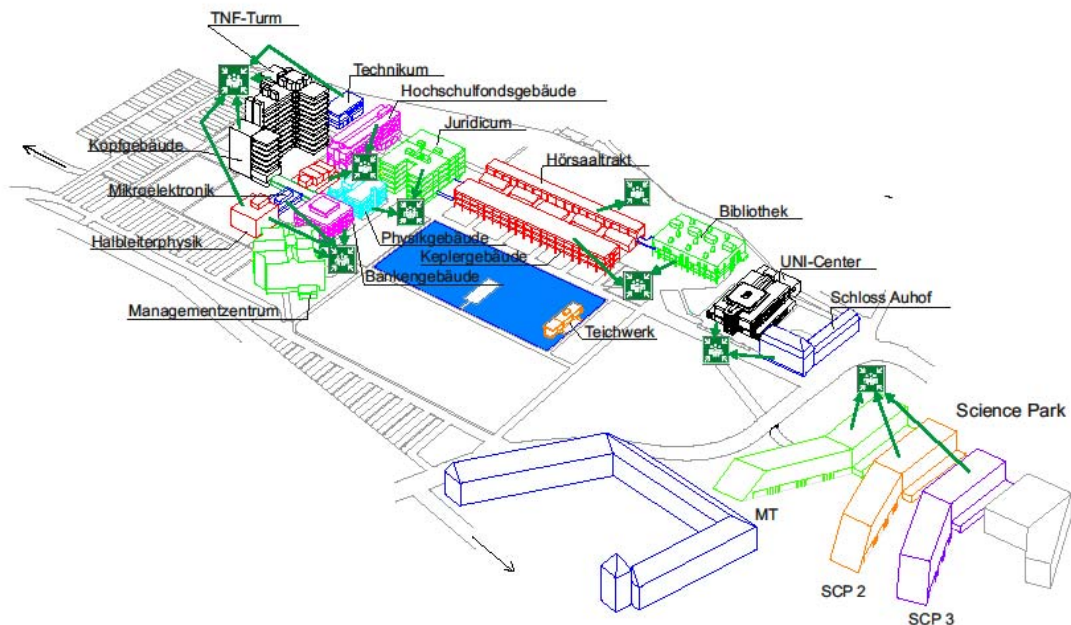 TNF-Turm
Technikum
Hochschulfondsgebäude
Juridicum
Kopfgebäude
Hörsaaltrakt
Mikroelektronik
Bibliothek
Halbleiterphysik
Physikgebäude
Keplergebäude
UNI-Center
Bankengebäude
Schloss Auhof
Managementzentrum
Teichwerk
Science Park
MT
SCP 2
SCP 3